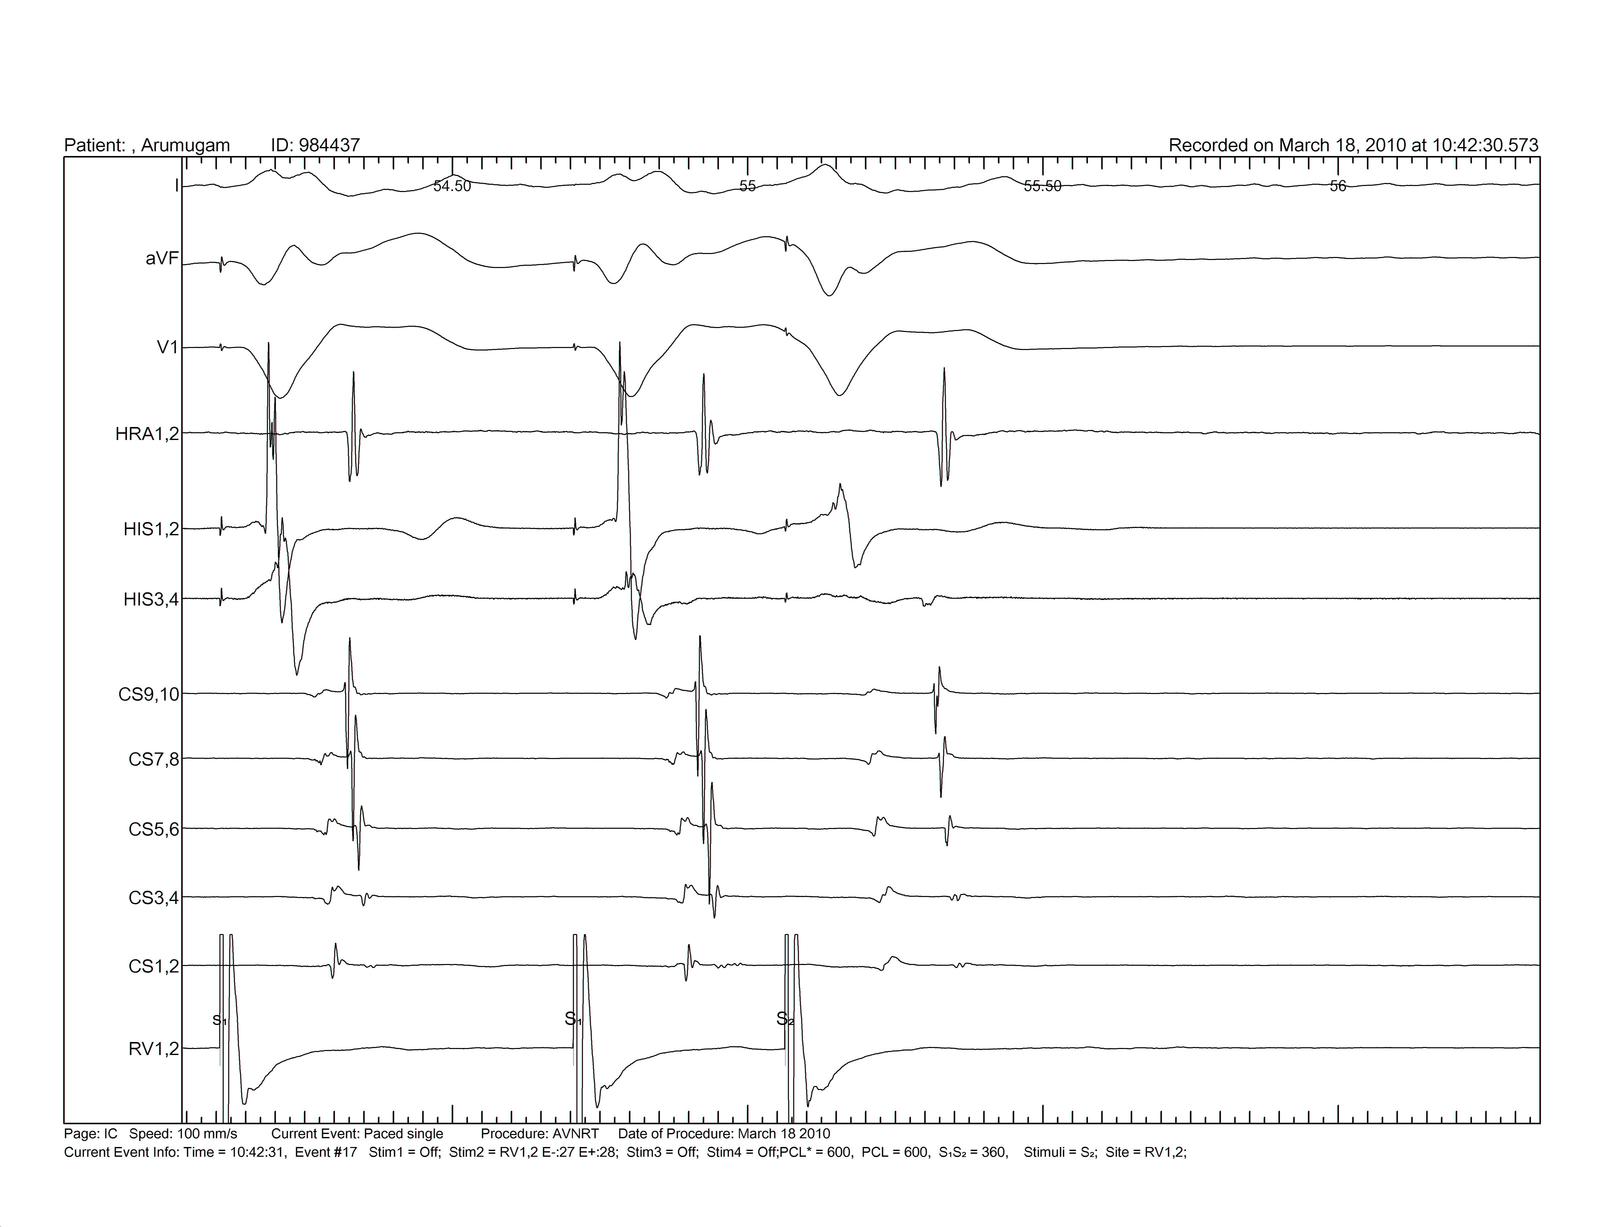 Patient: , Arumugam ID: 984437 Recorded on March 18, 2010 at 10:42:30.573
I 54.50 55 55.50 56
aVF
V1
HRA1,2
HIS1,2
HIS3,4
CS9,10
CS7,8
CS5,6
CS3,4
CS1,2
S₁ S₁ S₂
RV1,2
Page: IC Speed: 100 mm/s Current Event: Paced single Procedure: AVNRT Date of Procedure: March 18 2010
Current Event Info: Time = 10:42:31, Event #17 Stim1 = Off; Stim2 = RV1,2 E-:27 E+:28; Stim3 = Off; Stim4 = Off;PCL* = 600, PCL = 600, S₁S₂ = 360, Stimuli = S₂; Site = RV1,2;